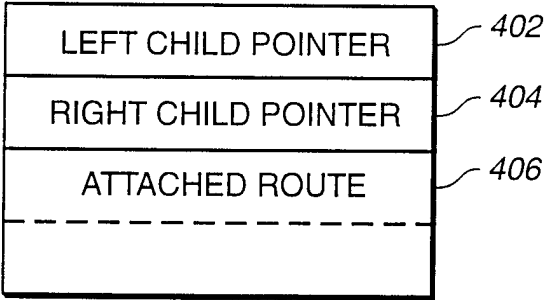 LEFT CHILD POINTER 402
RIGHT CHILD POINTER 404
ATTACHED ROUTE 406